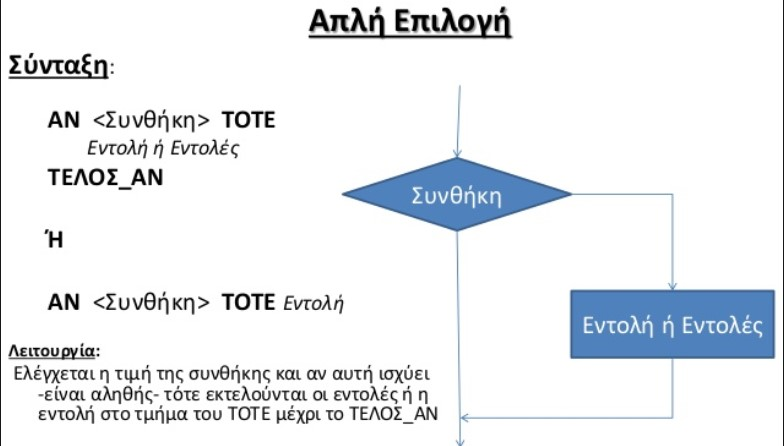 Απλή Επιλογή
Σύνταξη:
ΑΝ <Συνθήκη> ΤΟΤΕ
Εντολή ή Εντολές
ΤΕΛΟΣ_ΑΝ
Ή
ΑΝ <Συνθήκη> ΤΟΤΕ Εντολή
Λειτουργία:
Ελέγχεται η τιμή της συνθήκης και αν αυτή ισχύει
-είναι αληθής- τότε εκτελούνται οι εντολές ή η
εντολή στο τμήμα του ΤΟΤΕ μέχρι το ΤΕΛΟΣ_ΑΝ
Συνθήκη
Εντολή ή Εντολές